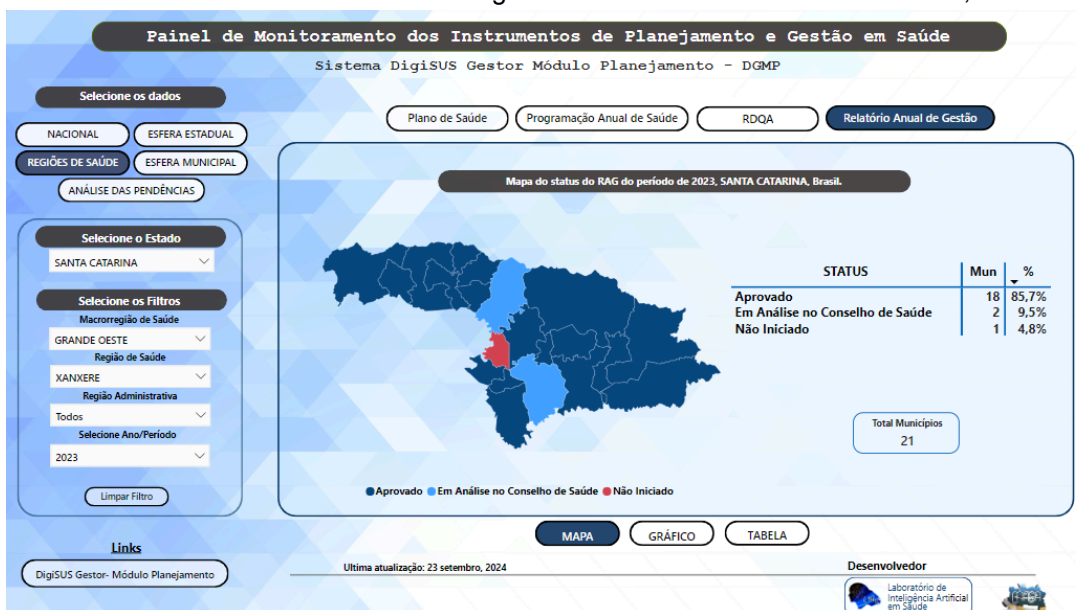 Painel de Monitoramento dos Instrumentos de Planejamento e Gestão em Saúde
Sistema DigiSUS Gestor Módulo Planejamento - DGMP
Selecione os dados
NACIONAL
ESFERA ESTADUAL
REGIÕES DE SAÚDE
ESFERA MUNICIPAL
ANÁLISE DAS PENDÊNCIAS
Plano de Saúde
Programação Anual de Saúde
RDQA
Relatório Anual de Gestão
Selecione o Estado
SANTA CATARINA
Selecione os Filtros
Macrorregião de Saúde
GRANDE OESTE
Região de Saúde
XANXERE
Região Administrativa
Todos
Selecione Ano/Período
2023
Limpar Filtro
Links
DigiSUS Gestor- Módulo Planejamento
Mapa do status do RAG do período de 2023, SANTA CATARINA, Brasil.
STATUS Mun %
Aprovado 18 85,7%
Em Análise no Conselho de Saúde 2 9,5%
Não Iniciado 1 4,8%
Total Municípios
21
Aprovado Em Análise no Conselho de Saúde Não Iniciado
MAPA
GRÁFICO
TABELA
Ultima atualização: 23 setembro, 2024
Desenvolvedor
Laboratório de
Inteligência Artificial
em Saúde